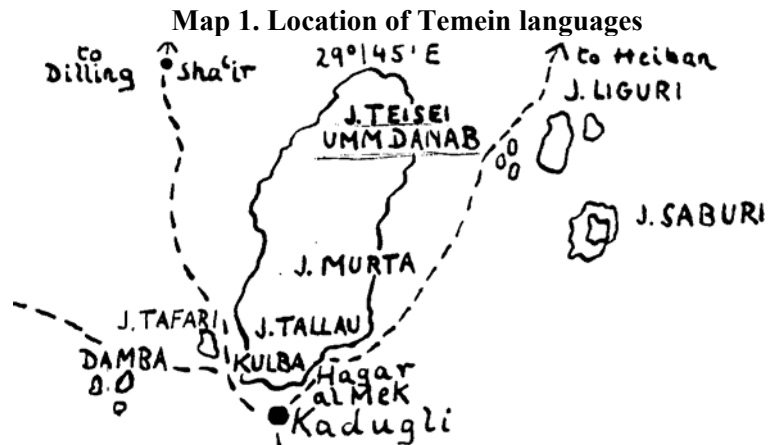 Map 1. Location of Temein languages
to
Dilling
Sha'ir
29° 45' E
to Heiban
J. LIGURI
J. TEISEI
UMM DANAB
J. SABURI
J. MURTA
J. TAFARI
J. TALLAU
DAMBA
KULBA
Hagar
al Mek
Kadugli